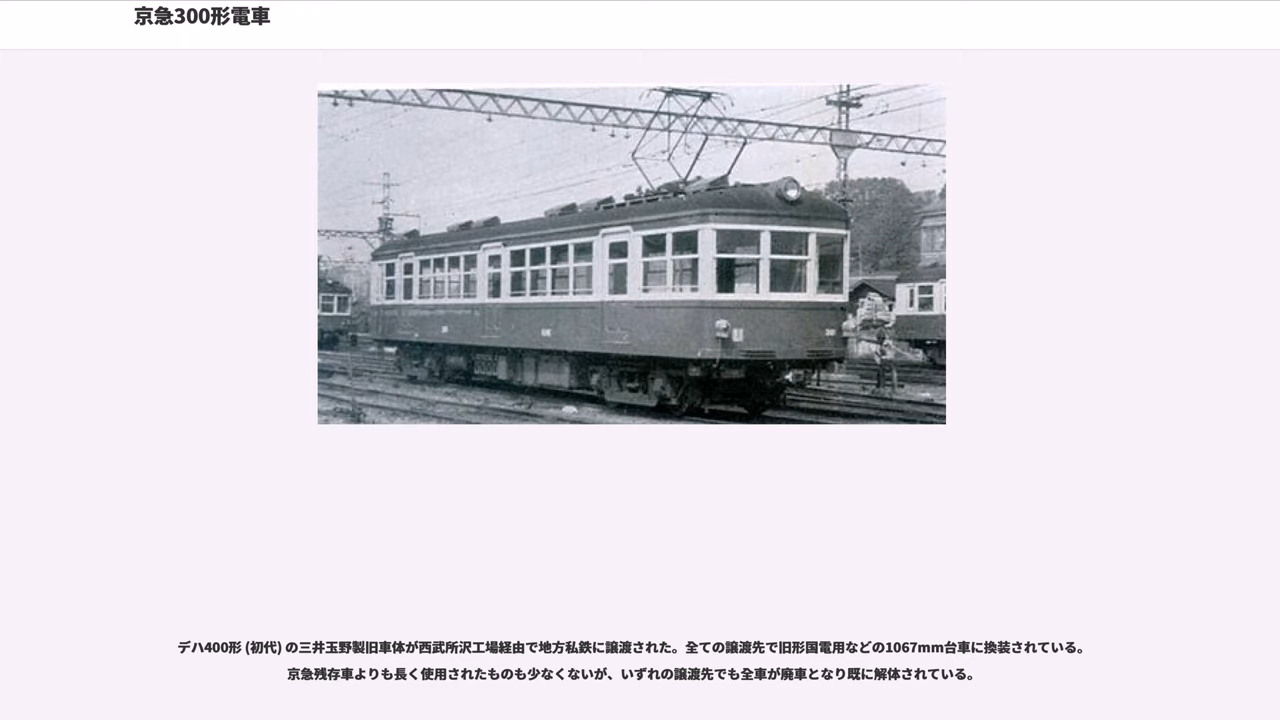 京急300形電車
デハ400形 (初代) の三井玉野製旧車体が西武所沢工場経由で地方私鉄に譲渡された。全ての譲渡先で旧形国電用などの1067mm台車に換装されている。
京急残存車よりも長く使用されたものも少なくないが、いずれの譲渡先でも全車が廃車となり既に解体されている。